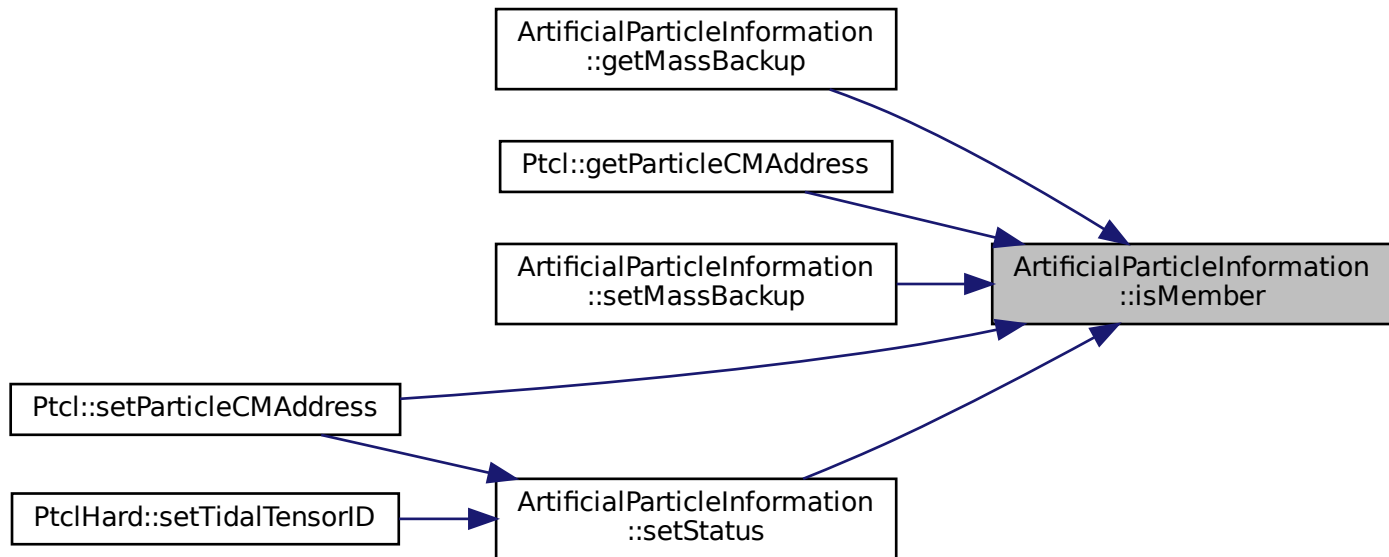 ArtificialParticleInformation
::getMassBackup
Ptcl::getParticleCMAddress
ArtificialParticleInformation
::setMassBackup
ArtificialParticleInformation
::isMember
Ptcl::setParticleCMAddress
PtclHard::setTidalTensorID
ArtificialParticleInformation
::setStatus